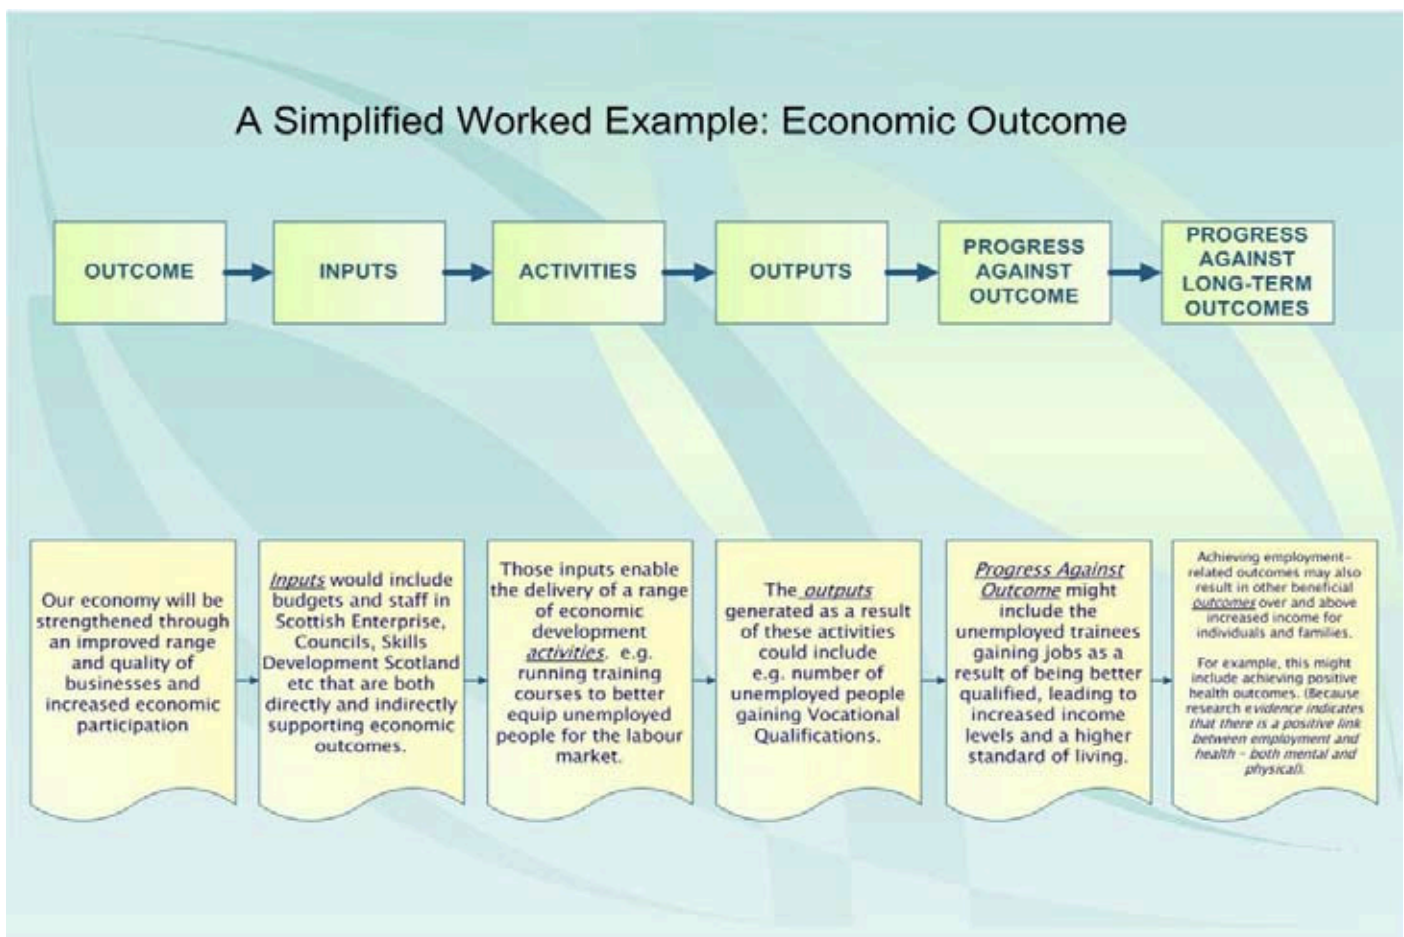 A Simplified Worked Example: Economic Outcome
OUTCOME
INPUTS
ACTIVITIES
OUTPUTS
PROGRESS
AGAINST
OUTCOME
PROGRESS
AGAINST
LONG-TERM
OUTCOMES
Our economy will be
strengthened through
an improved range
and quality of
businesses and
increased economic
participation
Inputs would include
budgets and staff in
Scottish Enterprise,
Councils, Skills
Development Scotland
etc that are both
directly and indirectly
supporting economic
outcomes.
Those inputs enable
the delivery of a range
of economic
development
activities. e.g.
running training
courses to better
equip unemployed
people for the labour
market.
The outputs
generated as a result
of these activities
could include
e.g. number of
unemployed people
gaining Vocational
Qualifications.
Progress Against
Outcome might
include the
unemployed trainees
gaining jobs as a
result of being better
qualified, leading to
increased income
levels and a higher
standard of living.
Achieving employment-
related outcomes may also
result in other beneficial
outcomes over and above
increased income for
individuals and families.
For example, this might
include achieving positive
health outcomes. (Because
research evidence indicates
that there is a positive link
between employment and
health – both mental and
physical).